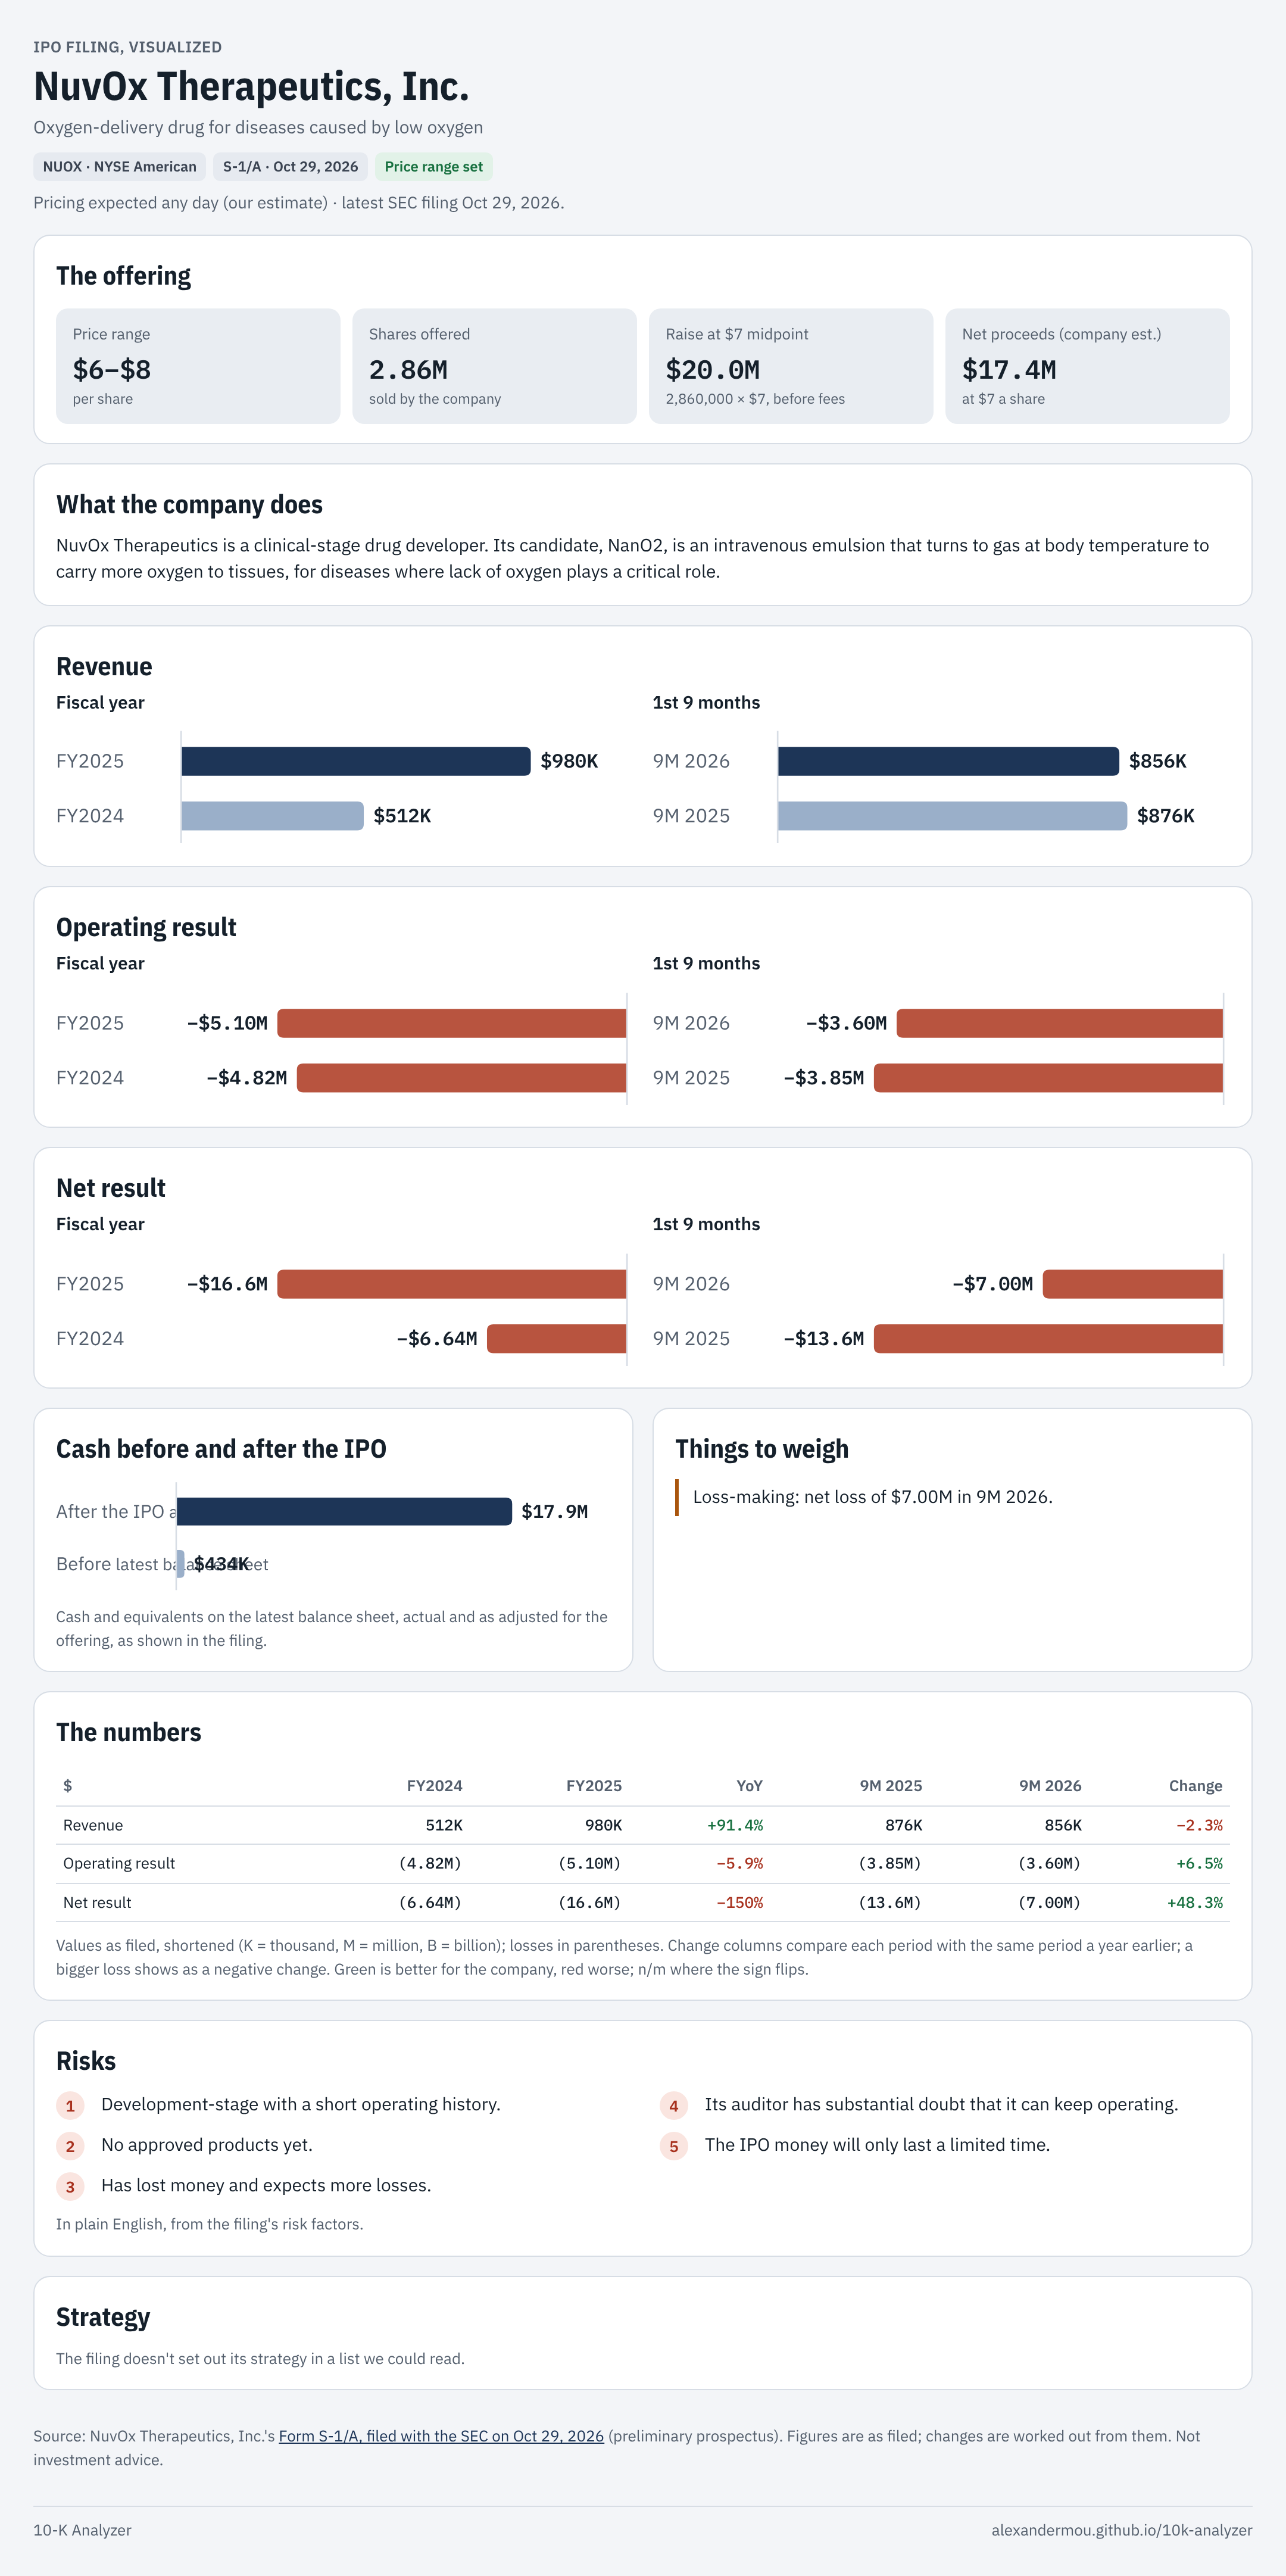 IPO FILING, VISUALIZED
NuvOx Therapeutics, Inc.
Oxygen-delivery drug for diseases caused by low oxygen
NUOX · NYSE American S-1/A · Oct 29, 2026 Price range set
Pricing expected any day (our estimate) · latest SEC filing Oct 29, 2026.
The offering
Price range
$6–$8
per share
Shares offered
2.86M
sold by the company
Raise at $7 midpoint
$20.0M
2,860,000 × $7, before fees
Net proceeds (company est.)
$17.4M
at $7 a share
What the company does
NuvOx Therapeutics is a clinical-stage drug developer. Its candidate, NanO2, is an intravenous emulsion that turns to gas at body temperature to
carry more oxygen to tissues, for diseases where lack of oxygen plays a critical role.
Revenue
Fiscal year
FY2025 $980K
FY2024 $512K
1st 9 months
9M 2026 $856K
9M 2025 $876K
Operating result
Fiscal year
FY2025 −$5.10M
FY2024 −$4.82M
1st 9 months
9M 2026 −$3.60M
9M 2025 −$3.85M
Net result
Fiscal year
FY2025 −$16.6M
FY2024 −$6.64M
1st 9 months
9M 2026 −$7.00M
9M 2025 −$13.6M
Cash before and after the IPO
After the IPO $17.9M
Before latest balance sheet $434K
Cash and equivalents on the latest balance sheet, actual and as adjusted for the
offering, as shown in the filing.
Things to weigh
Loss-making: net loss of $7.00M in 9M 2026.
The numbers
$ FY2024 FY2025 YoY 9M 2025 9M 2026 Change
Revenue 512K 980K +91.4% 876K 856K −2.3%
Operating result (4.82M) (5.10M) −5.9% (3.85M) (3.60M) +6.5%
Net result (6.64M) (16.6M) −150% (13.6M) (7.00M) +48.3%
Values as filed, shortened (K = thousand, M = million, B = billion); losses in parentheses. Change columns compare each period with the same period a year earlier; a
bigger loss shows as a negative change. Green is better for the company, red worse; n/m where the sign flips.
Risks
1 Development-stage with a short operating history.
2 No approved products yet.
3 Has lost money and expects more losses.
4 Its auditor has substantial doubt that it can keep operating.
5 The IPO money will only last a limited time.
In plain English, from the filing's risk factors.
Strategy
The filing doesn't set out its strategy in a list we could read.
Source: NuvOx Therapeutics, Inc.'s Form S-1/A, filed with the SEC on Oct 29, 2026 (preliminary prospectus). Figures are as filed; changes are worked out from them. Not
investment advice.
10-K Analyzer
alexandermou.github.io/10k-analyzer